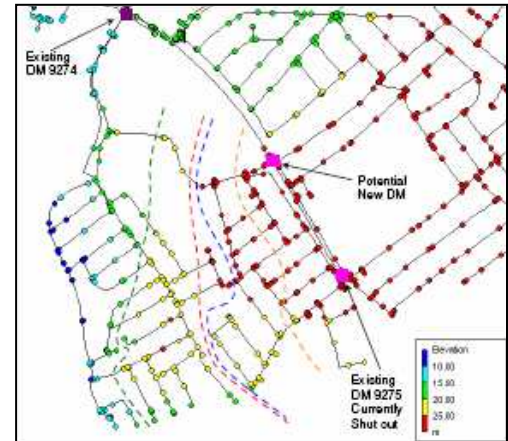 Existing
DM 9274
Potential
New DM
Existing
DM 9275
Currently
Shut out
Elevation
10.00
15.00
20.00
25.00
m